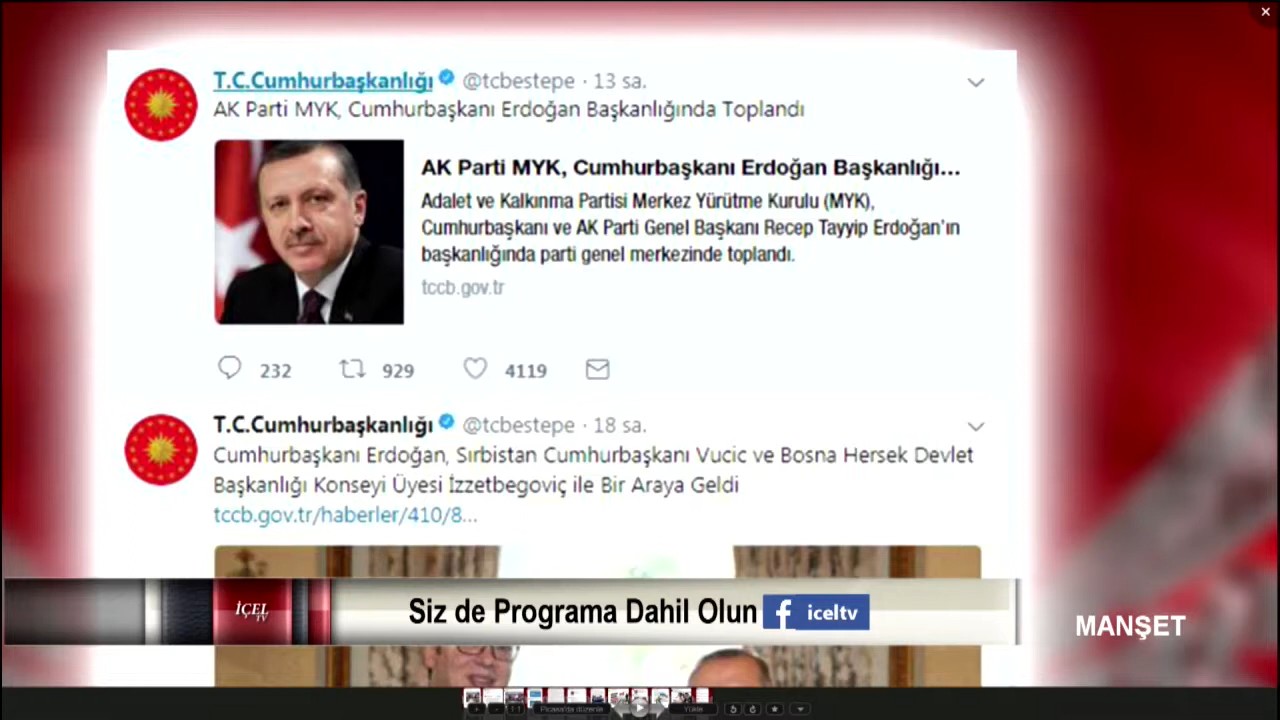 T.C.Cumhurbaşkanlığı @tcbestepe · 13 sa.
AK Parti MYK, Cumhurbaşkanı Erdoğan Başkanlığında Toplandı
AK Parti MYK, Cumhurbaşkanı Erdoğan Başkanlığı...
Adalet ve Kalkınma Partisi Merkez Yürütme Kurulu (MYK),
Cumhurbaşkanı ve AK Parti Genel Başkanı Recep Tayyip Erdoğan'ın
başkanlığında parti genel merkezinde toplandı.
tccb.gov.tr
232 929 4119
T.C.Cumhurbaşkanlığı @tcbestepe · 18 sa.
Cumhurbaşkanı Erdoğan, Sırbistan Cumhurbaşkanı Vucic ve Bosna Hersek Devlet
Başkanlığı Konseyi Üyesi İzzetbegoviç ile Bir Araya Geldi
tccb.gov.tr/haberler/410/8...
İÇEL TV
Siz de Programa Dahil Olun f iceltv
MANŞET